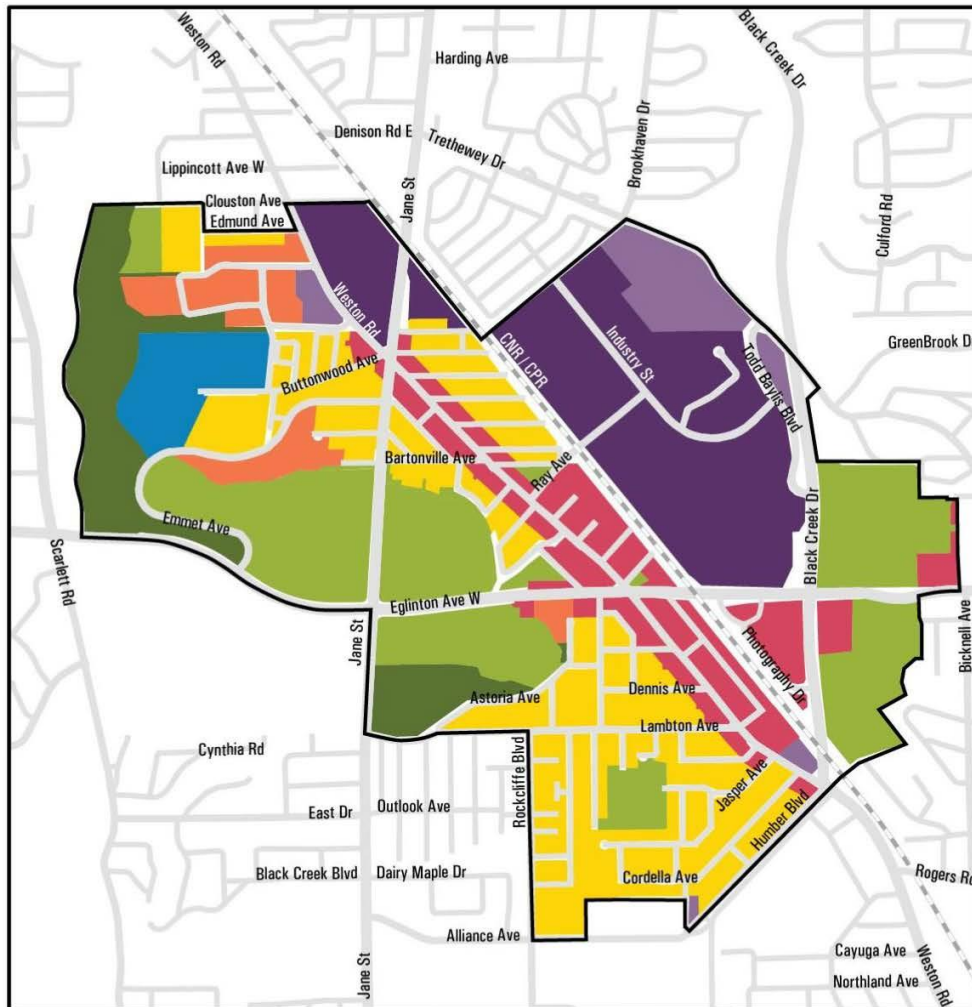 Weston Rd
Black Creek Dr
Harding Ave
Denison Rd E
Trethewey Dr
Brookhaven Dr
Lippincott Ave W
Jane St
Culford Rd
Clouston Ave
Edmund Ave
Weston Rd
CNR / CPR
Industry St
Todd Baylis Blvd
GreenBrook D
Buttonwood Ave
Bartonville Ave
Ray Ave
Black Creek Dr
Emmet Ave
Scarlett Rd
Eglinton Ave W
Jane St
Photography Dr
Bicknell Ave
Astoria Ave
Dennis Ave
Lambton Ave
Cynthia Rd
Rockcliffe Blvd
Jasper Ave
Humber Blvd
East Dr
Outlook Ave
Black Creek Blvd
Dairy Maple Dr
Cordella Ave
Rogers Rd
Alliance Ave
Jane St
Cayuga Ave
Northland Ave
Weston Rd